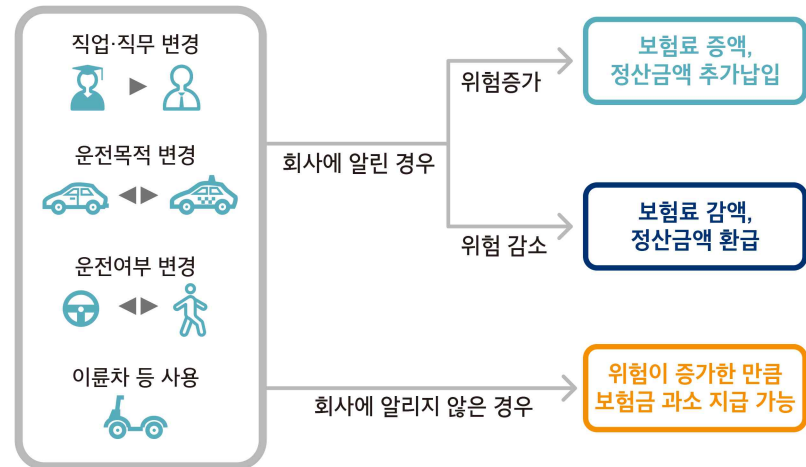 직업·직무 변경
운전목적 변경
운전여부 변경
이륜차 등 사용
회사에 알린 경우
위험증가
보험료 증액,
정산금액 추가납입
위험 감소
보험료 감액,
정산금액 환급
회사에 알리지 않은 경우
위험이 증가한 만큼
보험금 과소 지급 가능